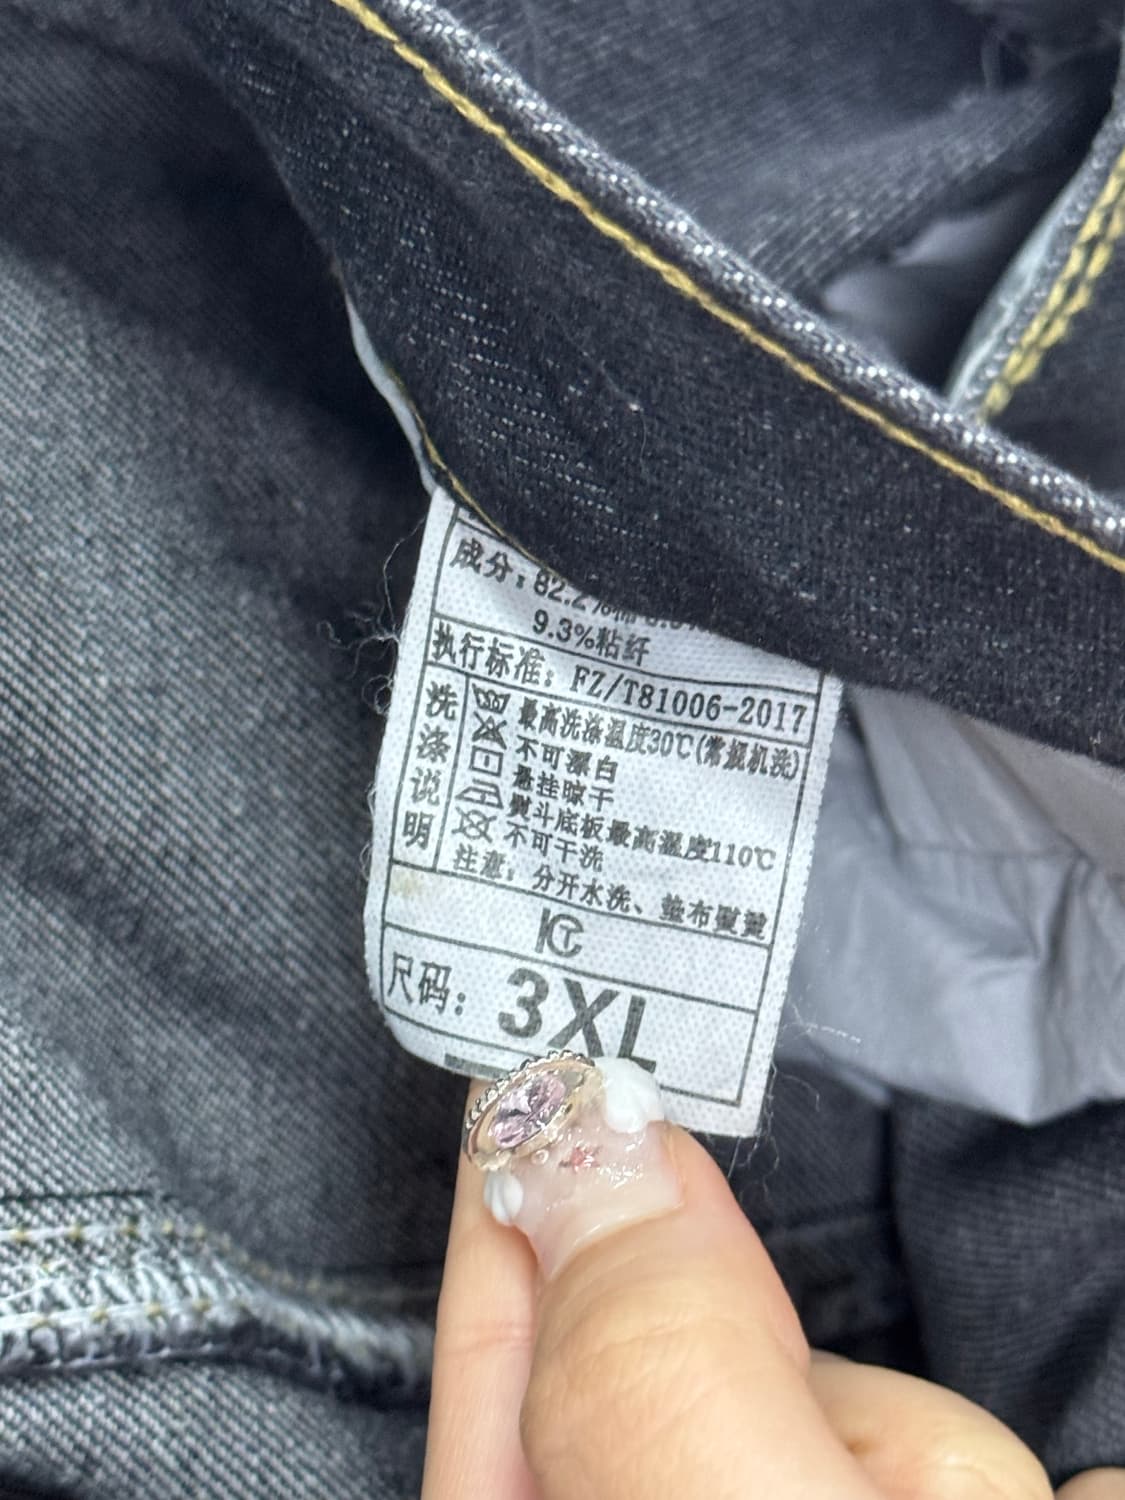 成分：82.2%棉
9.3%粘纤
执行标准：FZ/T81006-2017
洗涤说明
最高洗涤温度30℃(常规机洗)
不可漂白
悬挂晾干
熨斗底板最高温度110℃
不可干洗
注意：分开水洗、垫布熨烫
尺码：3XL